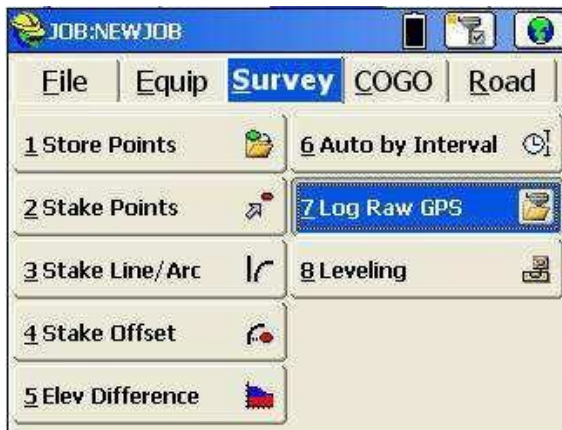 JOB:NEWJOB
File Equip Survey COGO Road
1 Store Points
2 Stake Points
3 Stake Line/Arc
4 Stake Offset
5 Elev Difference
6 Auto by Interval
7 Log Raw GPS
8 Leveling